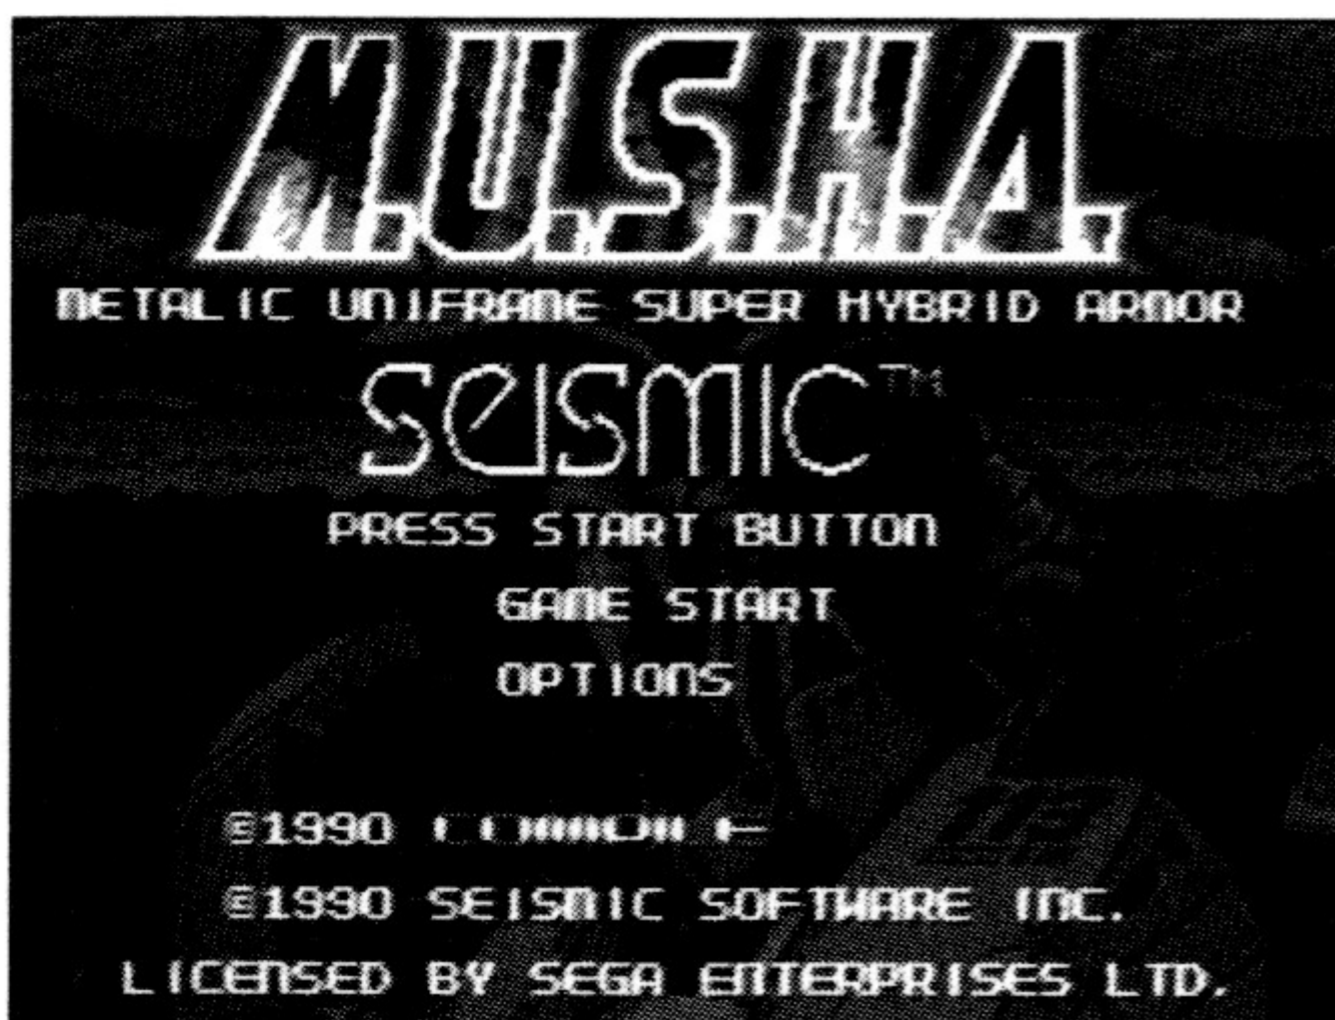 M.U.S.H.A.
METALIC UNIFRAME SUPER HYBRID ARMOR
SEISMIC™
PRESS START BUTTON
GAME START
OPTIONS
©1990
©1990 SEISMIC SOFTWARE INC.
LICENSED BY SEGA ENTERPRISES LTD.